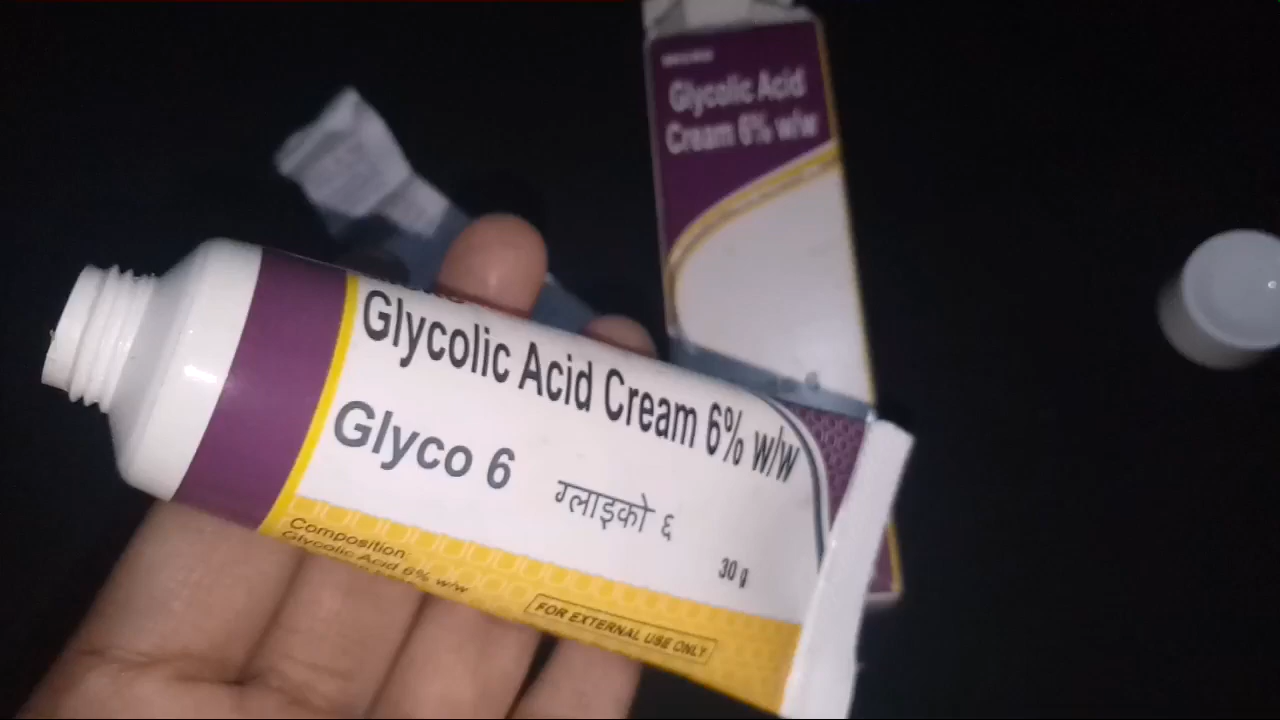 Glycolic Acid
Cream 6% w/w
Glycolic Acid Cream 6% w/w
Glyco 6
ग्लाइको ६
30 g
Composition:
Glycolic Acid 6% w/w
FOR EXTERNAL USE ONLY